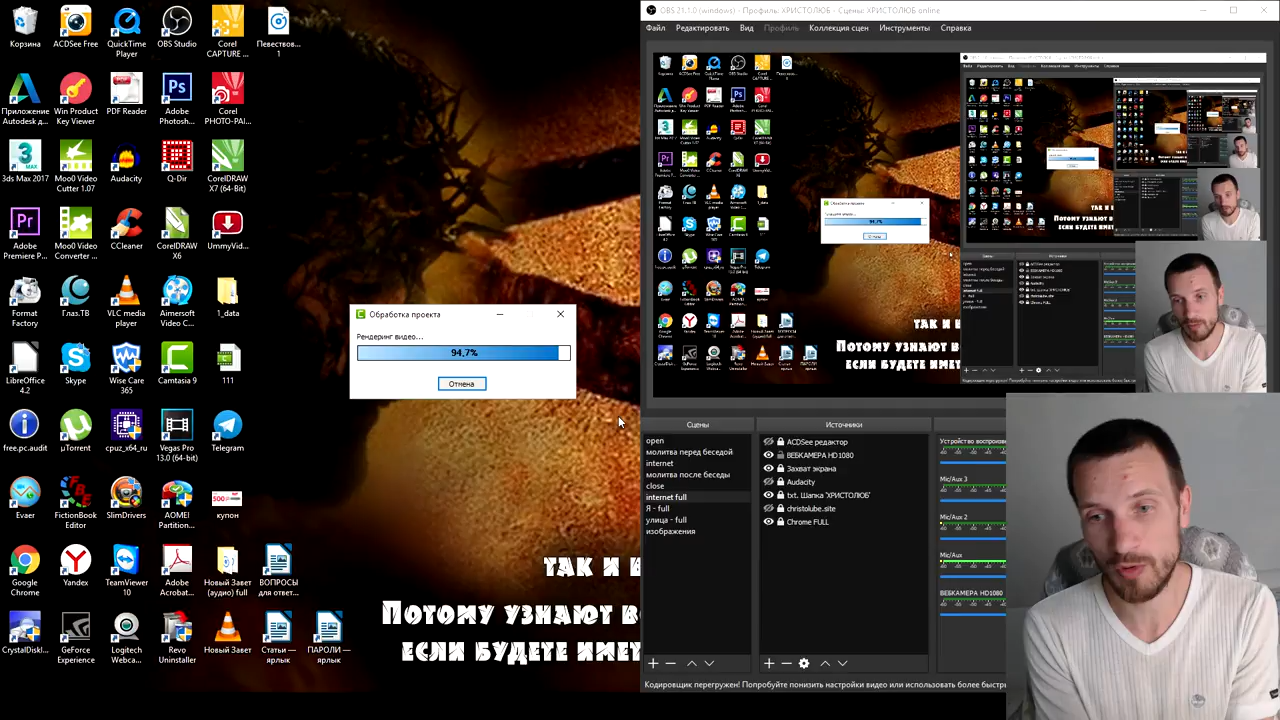 Корзина
ACDSee Free
QuickTime Player
OBS Studio
Corel CAPTURE ...
Певествов... 1
Приложение Autodesk д...
Win Product Key Viewer
PDF Reader
Adobe Photosh...
Corel PHOTO-PAI...
3ds Max 2017
Moo0 Video Cutter 1.07
Audacity
Q-Dir
CorelDRAW X7 (64-Bit)
Adobe Premiere P...
Moo0 Video Converter ...
CCleaner
CorelDRAW X6
UmmyVid...
Format Factory
Глаз.ТВ
VLC media player
Aimersoft Video C...
1_data
LibreOffice 4.2
Skype
Wise Care 365
Camtasia 9
111
free.pc.audit
µTorrent
cpuz_x64_ru
Vegas Pro 13.0 (64-bit)
Telegram
Evaer
FictionBook Editor
SlimDrivers
AOMEI Partition...
купон
Google Chrome
Yandex
TeamViewer 10
Adobe Acrobat...
Новый Завет (аудио) full
ВОПРОСЫ для ответ...
CrystalDiskI...
GeForce Experience
Logitech Webca...
Revo Uninstaller
Новый Завет
Статьи — ярлык
ПАРОЛИ — ярлык
Обработка проекта
Рендеринг видео...
94,7%
Отмена
ТАК И
ПОТОМУ УЗНАЮТ
ЕСЛИ БУДЕТЕ
OBS 21.1.0 (windows) - Профиль: ХРИСТОЛЮБ - Сцены: ХРИСТОЛЮБ online
Файл Редактировать Вид Профиль Коллекция сцен Инструменты Справка
Сцены
open
молитва перед беседой
internet
молитва после беседы
close
internet full
Я - full
улица - full
изображения
Источники
ACDSee редактор
ВЕБКАМЕРА HD1080
Захват экрана
Audacity
txt. Шапка "ХРИСТОЛЮБ"
christolube.site
Chrome FULL
Устройство воспроиз
Mic/Aux 3
Mic/Aux 2
Mic/Aux
ВЕБКАМЕРА HD1080
Кодировщик перегружен! Попробуйте понизить настройки видео или использовать более быстры